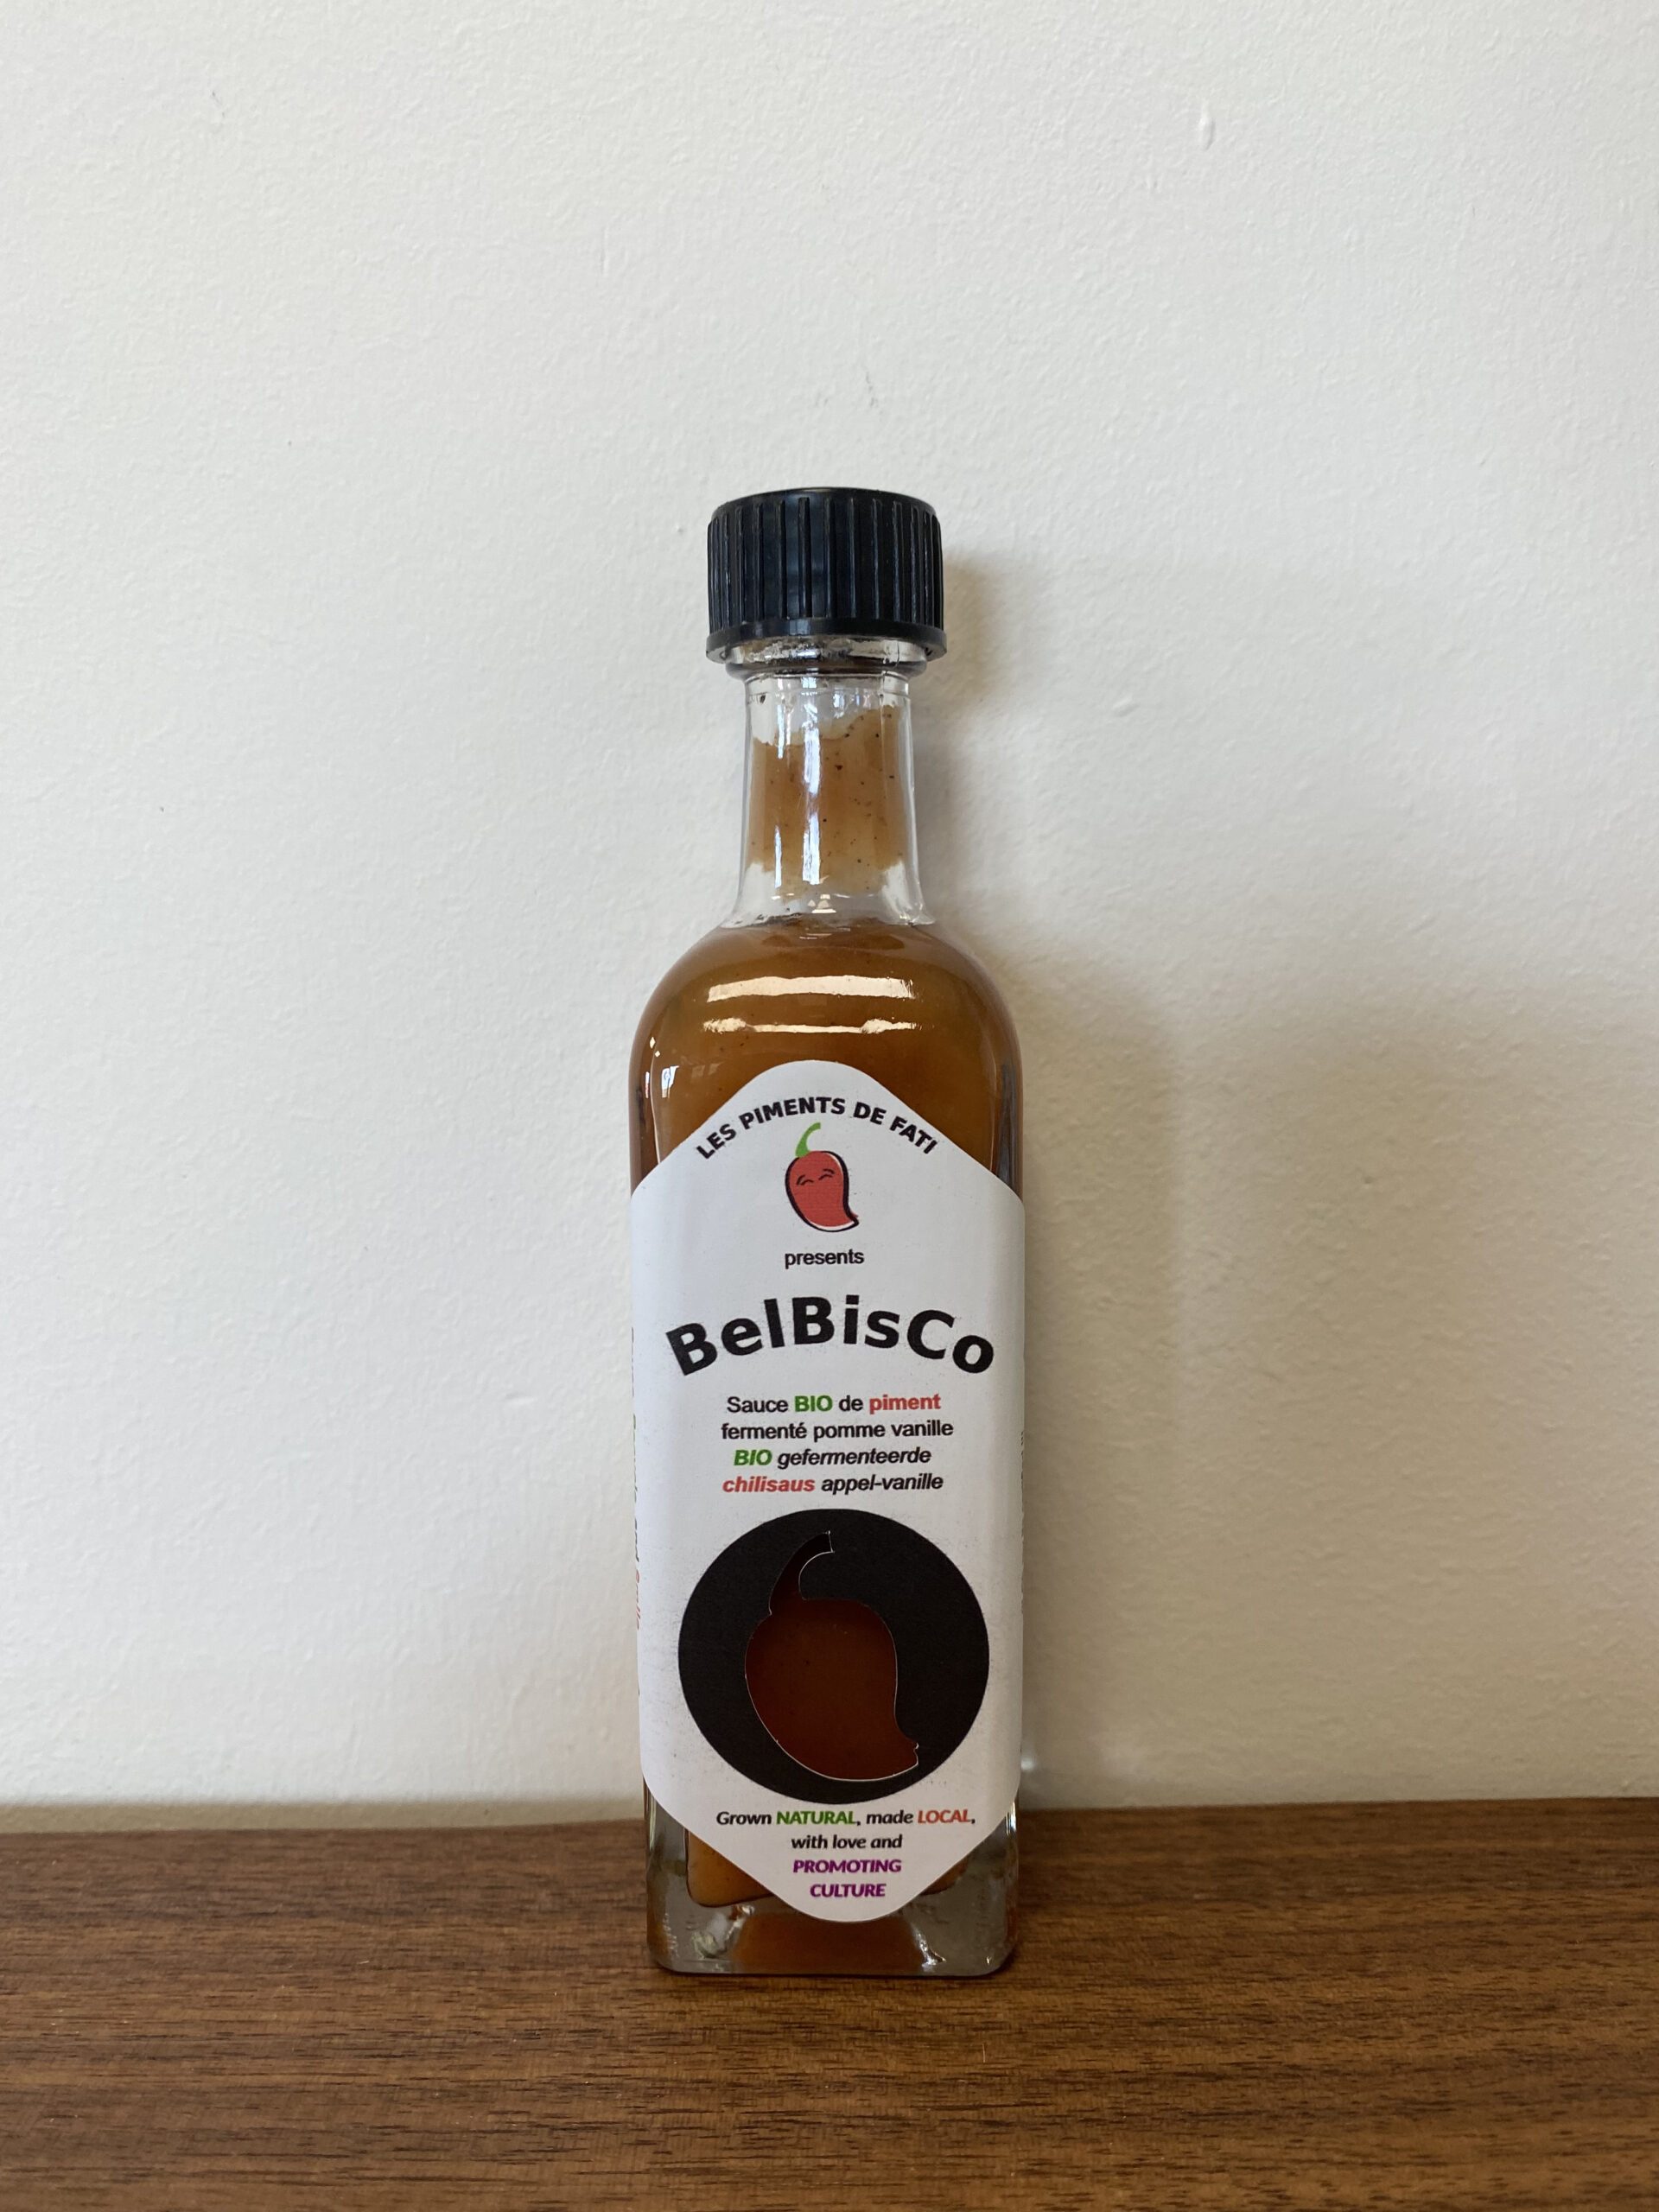 LES PIMENTS DE FATI
presents
BelBisCo
Sauce BIO de piment
fermenté pomme vanille
BIO gefermenteerde
chilisaus appel-vanille
Grown NATURAL, made LOCAL,
with love and
PROMOTING
CULTURE